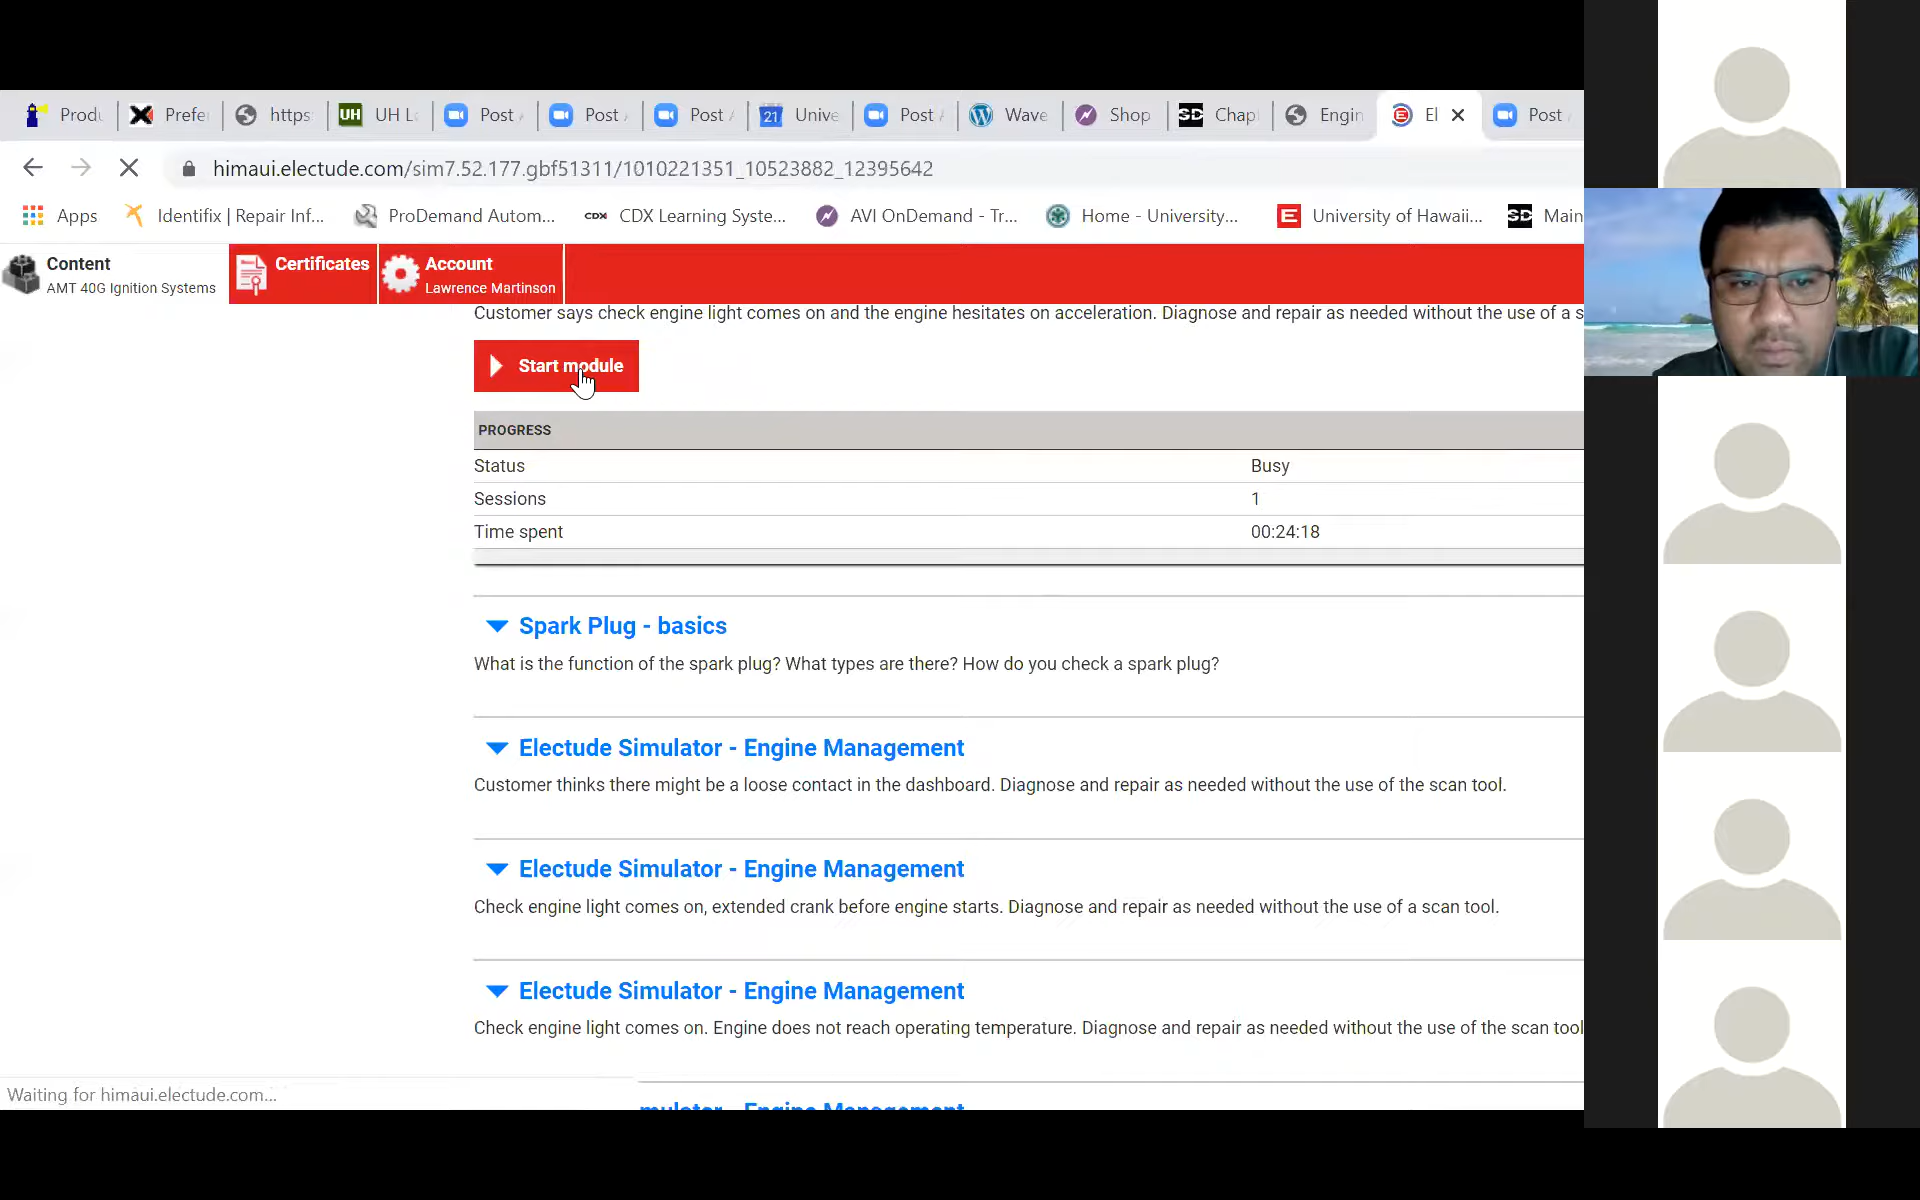 Produ
Prefe
https
UH
UH Lo
Post
Post
Post
21
Unive
Post
Wave
Shop
SD
Chap
Engin
El
Post
himaui.electude.com/sim7.52.177.gbf51311/1010221351_10523882_12395642
Apps
Identifix | Repair Inf...
ProDemand Autom...
CDX
CDX Learning Syste...
AVI OnDemand - Tr...
Home - University...
E
University of Hawaii...
SD
Main
Content
AMT 40G Ignition Systems
Certificates
Account
Lawrence Martinson
Customer says check engine light comes on and the engine hesitates on acceleration. Diagnose and repair as needed without the use of a s
Start module
PROGRESS
Status Busy
Sessions 1
Time spent 00:24:18
Spark Plug - basics
What is the function of the spark plug? What types are there? How do you check a spark plug?
Electude Simulator - Engine Management
Customer thinks there might be a loose contact in the dashboard. Diagnose and repair as needed without the use of the scan tool.
Electude Simulator - Engine Management
Check engine light comes on, extended crank before engine starts. Diagnose and repair as needed without the use of a scan tool.
Electude Simulator - Engine Management
Check engine light comes on. Engine does not reach operating temperature. Diagnose and repair as needed without the use of the scan tool
mulator - Engine Management
Waiting for himaui.electude.com...